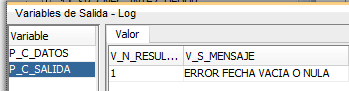 Variables de Salida - Log
Variable
P_C_DATOS
P_C_SALIDA
Valor
V_N_RESUL... V_S_MENSAJE
1 ERROR FECHA VACIA O NULA